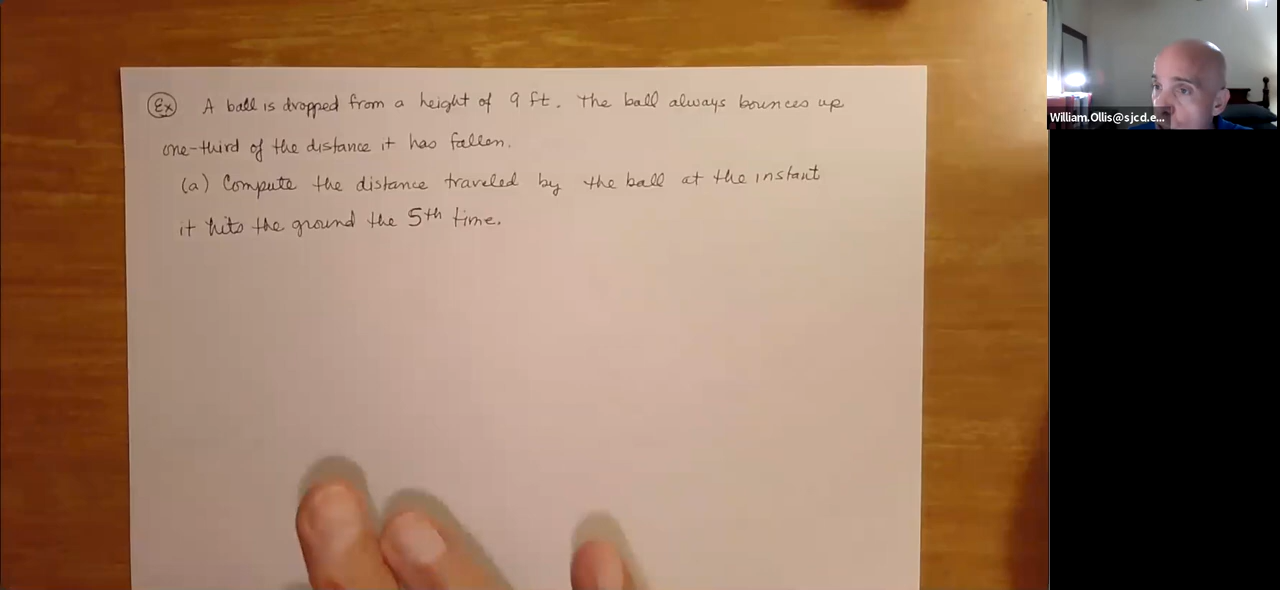 Ex A ball is dropped from a height of 9 ft. The ball always bounces up
one-third of the distance it has fallen.
(a) Compute the distance traveled by the ball at the instant
it hits the ground the 5th time.
William.Ollis@sjcd.e...